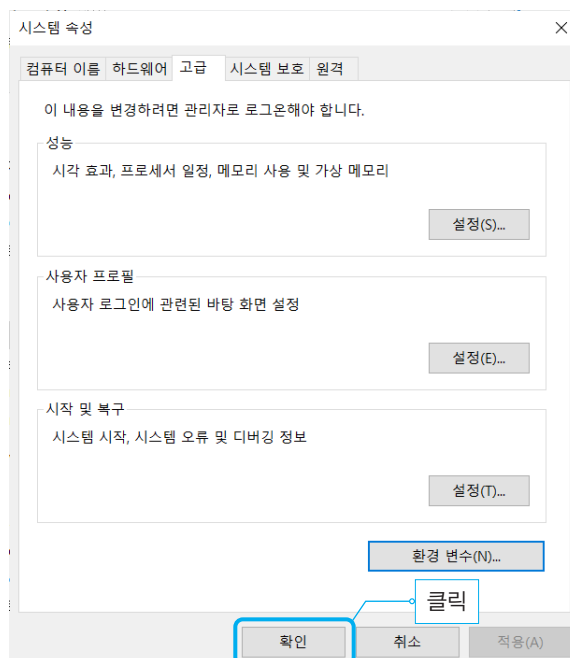 시스템 속성
컴퓨터 이름 하드웨어 고급 시스템 보호 원격
이 내용을 변경하려면 관리자로 로그온해야 합니다.
성능
시각 효과, 프로세서 일정, 메모리 사용 및 가상 메모리
설정(S)...
사용자 프로필
사용자 로그인에 관련된 바탕 화면 설정
설정(E)...
시작 및 복구
시스템 시작, 시스템 오류 및 디버깅 정보
설정(T)...
환경 변수(N)...
클릭
확인 취소 적용(A)